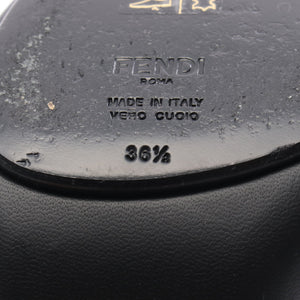 FENDI
ROMA
MADE IN ITALY
VERO CUOIO
36½